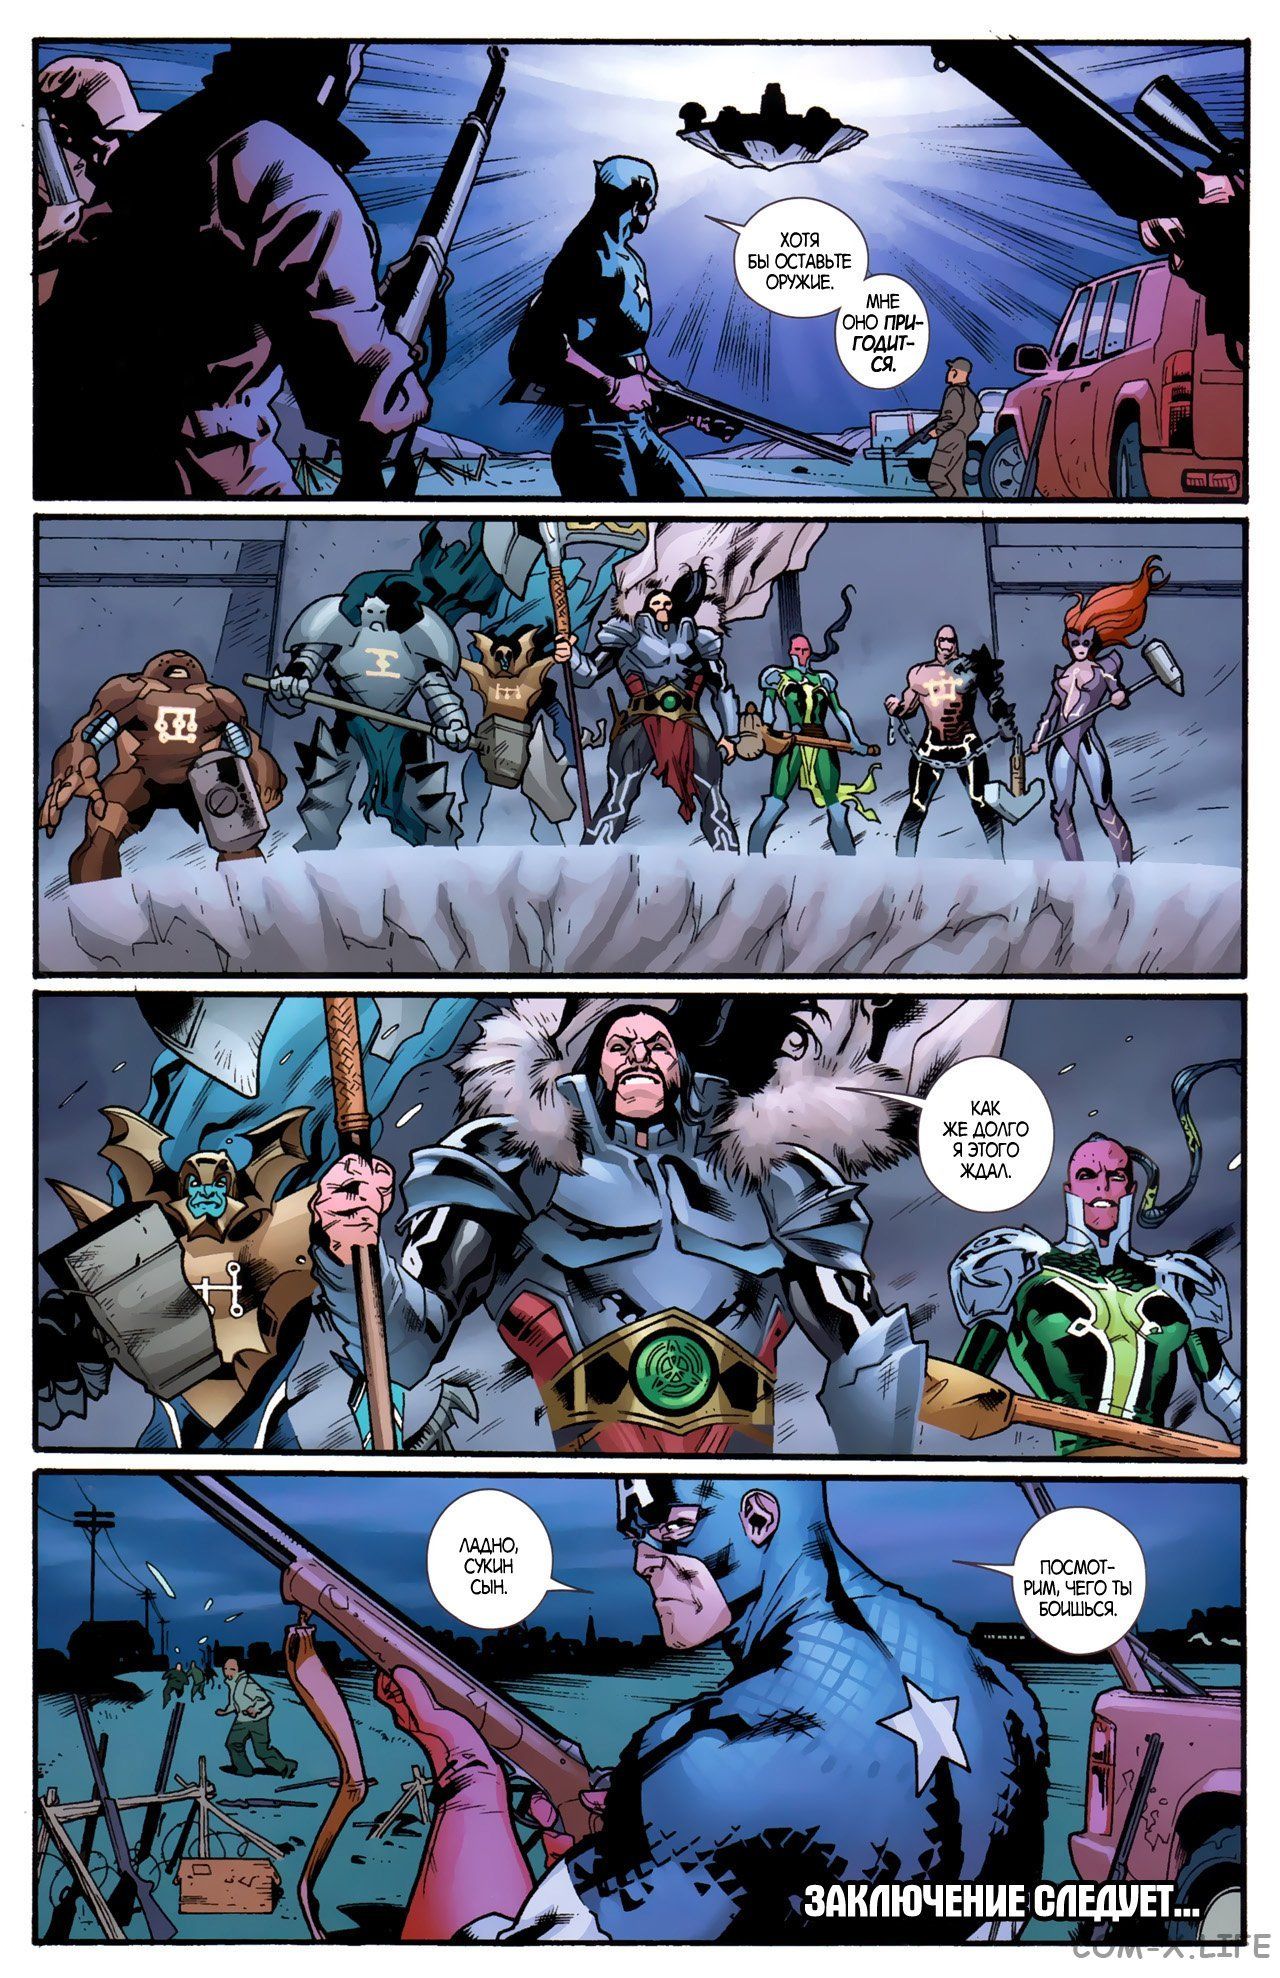 ХОТЯ
БЫ ОСТАВЬТЕ
ОРУЖИЕ.
МНЕ
ОНО ПРИ-
ГОДИТ-
СЯ.
КАК
ЖЕ ДОЛГО
Я ЭТОГО
ЖДАЛ.
ЛАДНО,
СУКИН
СЫН.
ПОСМОТ-
РИМ, ЧЕГО ТЫ
БОИШЬСЯ.
ЗАКЛЮЧЕНИЕ СЛЕДУЕТ...
COM-X.LIFE